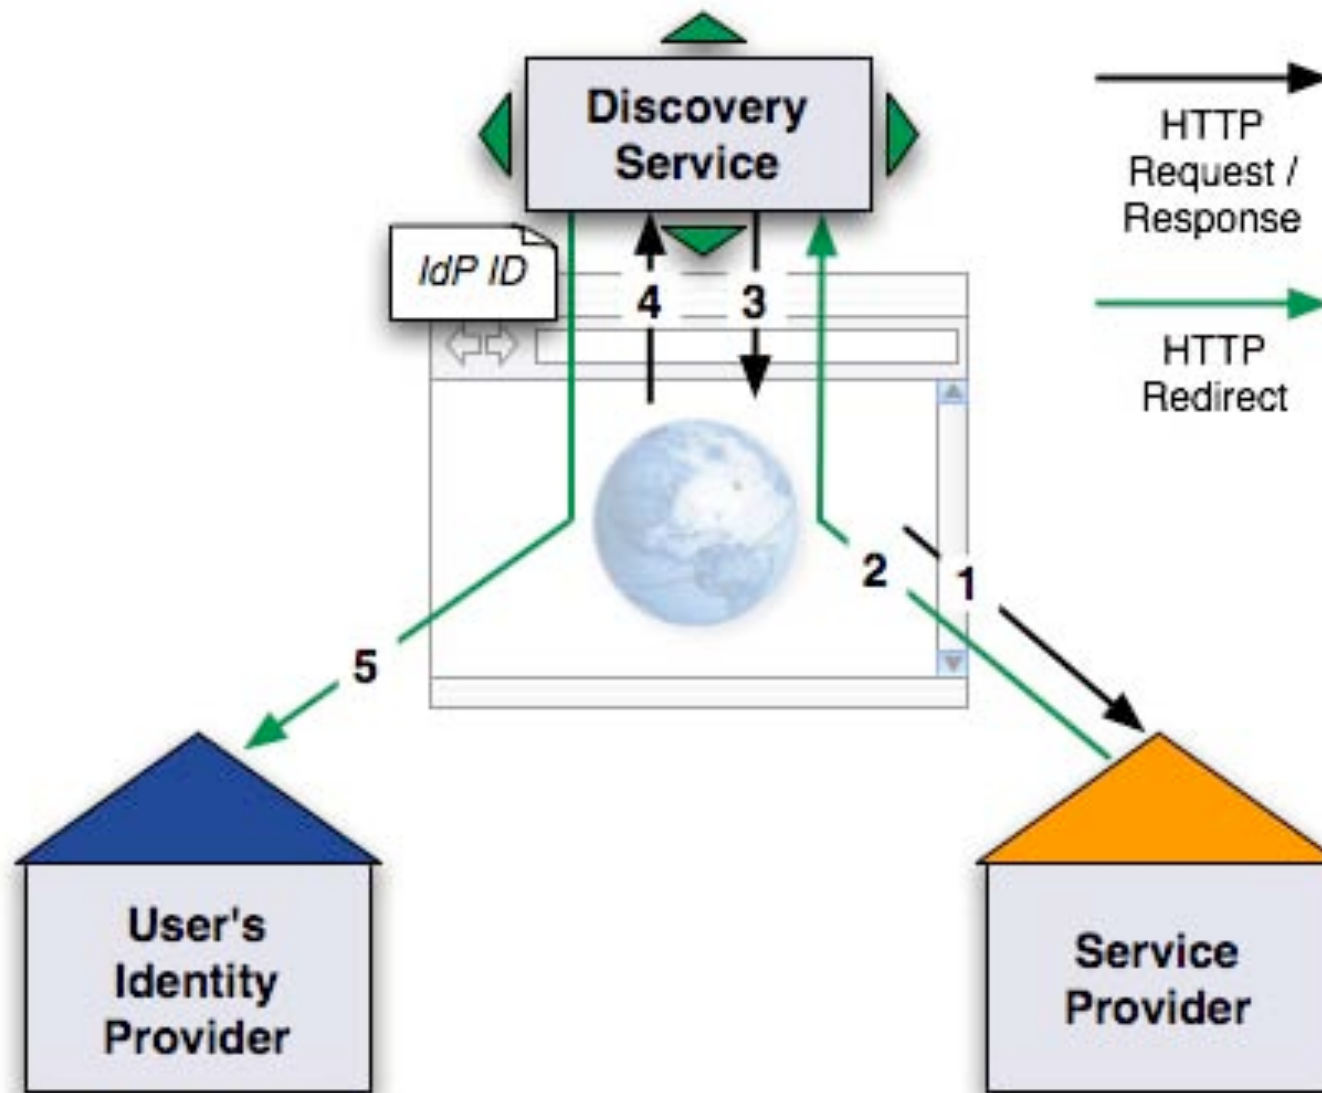 Discovery
Service
HTTP
Request /
Response
IdP ID
4
3
HTTP
Redirect
2
1
5
User's
Identity
Provider
Service
Provider